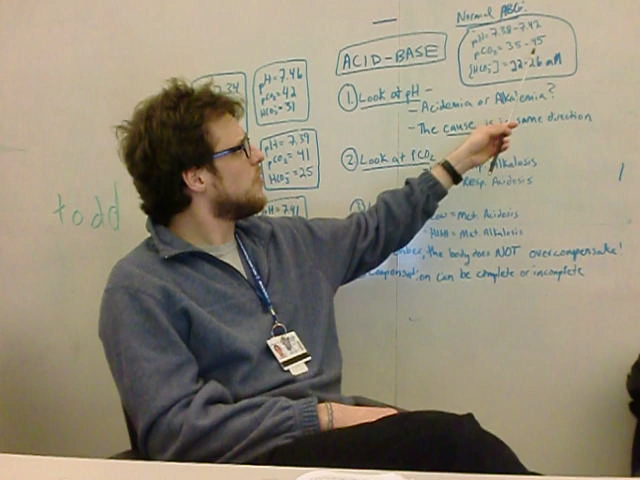 Normal ABG:
pH = 7.38 - 7.42
pCO₂ = 35 - 45
[HCO₃⁻] = 22-26 mM
ACID-BASE
① Look at pH -
- Acidemia or Alkalemia?
- The cause is in same direction
② Look at PCO₂
Alkalosis
Resp. Acidosis
= Met. Acidosis
HIGH = Met. Alkalosis
the body does NOT overcompensate!
can be complete or incomplete
7.34
pH = 7.46
pCO₂ = 42
HCO₃⁻ = 31
pH = 7.39
pCO₂ = 41
HCO₃⁻ = 25
7.41
todd